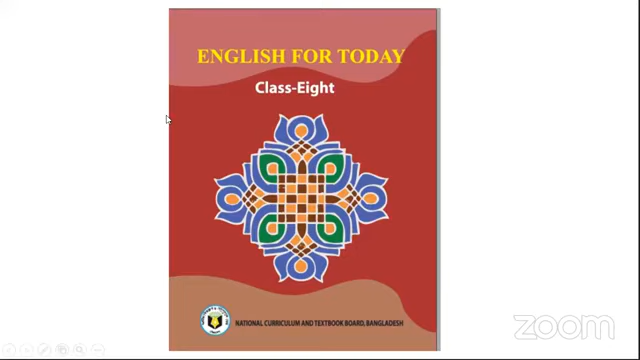 ENGLISH FOR TODAY
Class-Eight
NATIONAL CURRICULUM AND TEXTBOOK BOARD, BANGLADESH
zoom